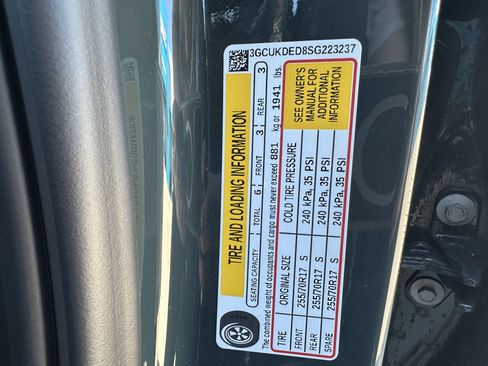 3GCUKDED8SG223237
TIRE AND LOADING INFORMATION
SEATING CAPACITY TOTAL 6 FRONT 3 REAR 3
The combined weight of occupants and cargo must never exceed 881 kg or 1941 lbs.
TIRE ORIGINAL SIZE COLD TIRE PRESSURE
FRONT 255/70R17 S 240 kPa, 35 PSI
REAR 255/70R17 S 240 kPa, 35 PSI
SPARE 255/70R17 S 240 kPa, 35 PSI
SEE OWNER'S
MANUAL FOR
ADDITIONAL
INFORMATION